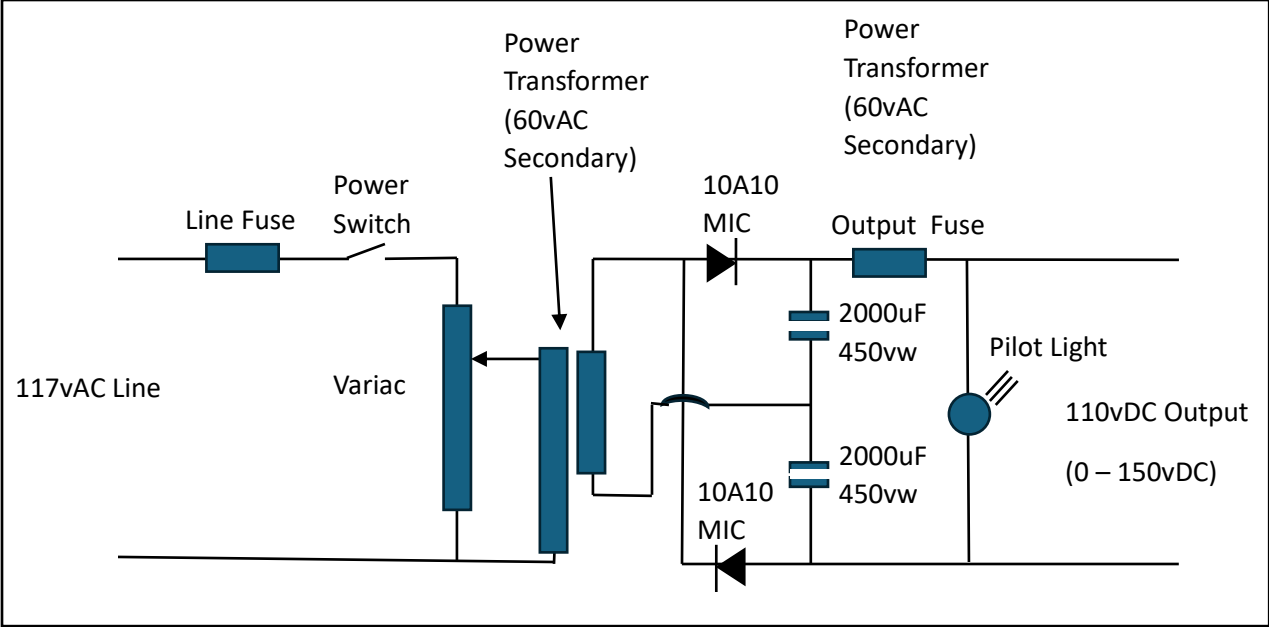 Power
Transformer
(60vAC
Secondary)
Power
Transformer
(60vAC
Secondary)
Line Fuse
Power
Switch
10A10
MIC
Output Fuse
2000uF
450vw
Pilot Light
117vAC Line
Variac
110vDC Output
(0 – 150vDC)
2000uF
450vw
10A10
MIC